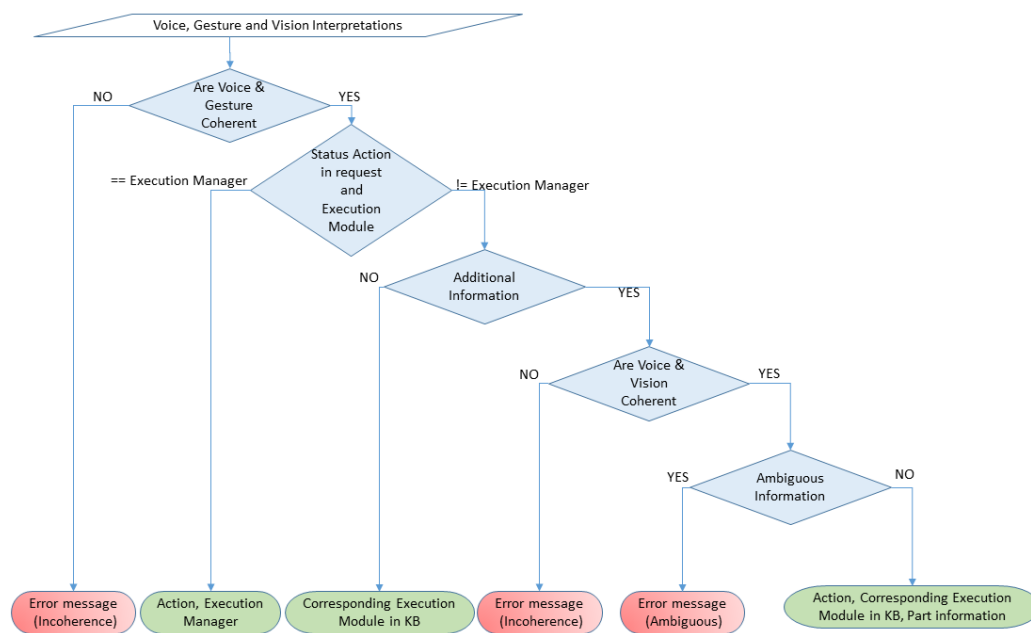 Voice, Gesture and Vision Interpretations
Are Voice &
Gesture
Coherent
NO
YES
Status Action
in request
and
Execution
Module
== Execution Manager
!= Execution Manager
Additional
Information
NO
YES
Are Voice &
Vision
Coherent
NO
YES
Ambiguous
Information
YES
NO
Error message
(Incoherence)
Action, Execution
Manager
Corresponding Execution
Module in KB
Error message
(Incoherence)
Error message
(Ambiguous)
Action, Corresponding Execution
Module in KB, Part information